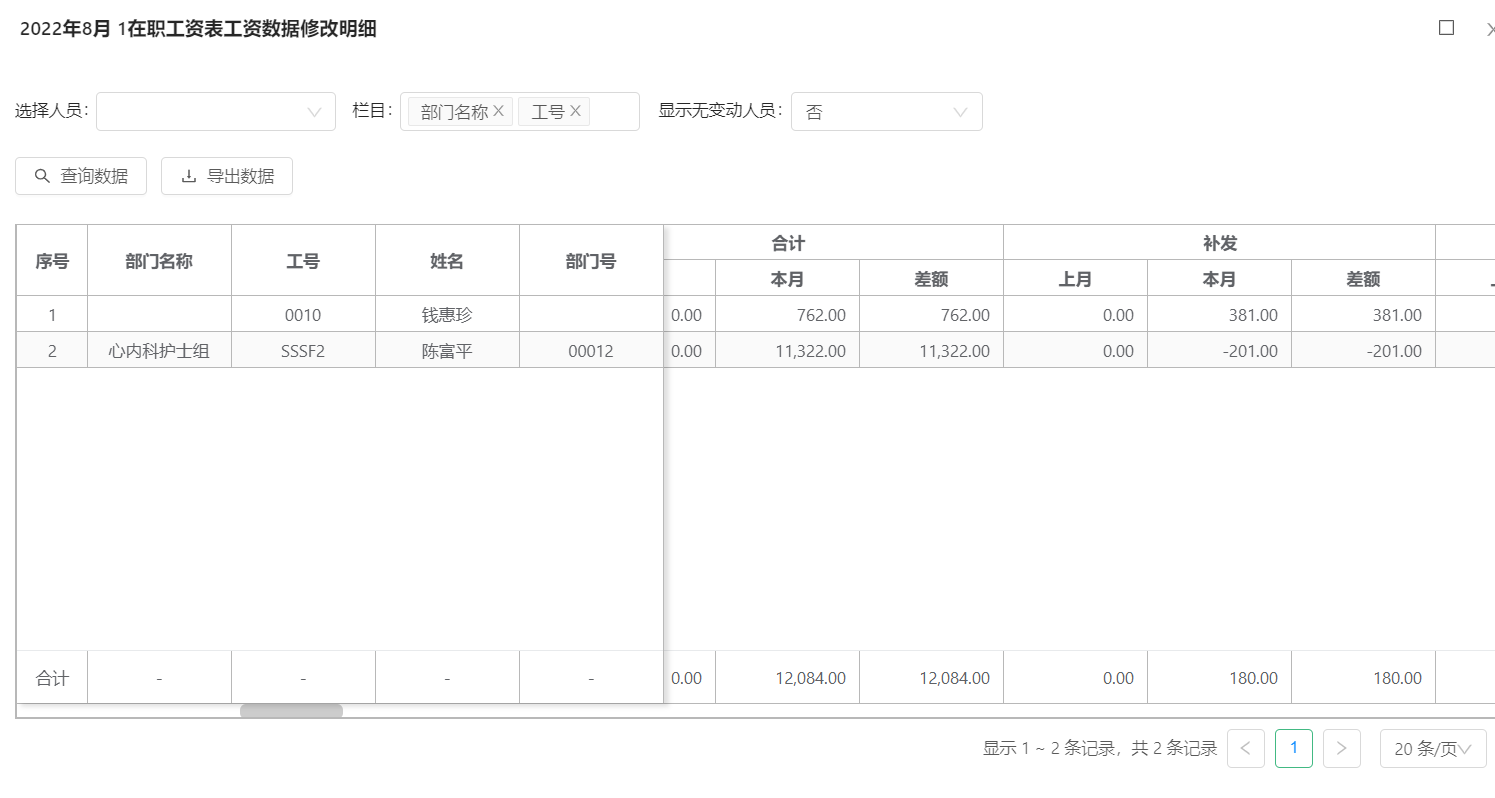 2022年8月 1在职工资表工资数据修改明细
选择人员: 栏目: 部门名称 工号 显示无变动人员: 否
查询数据 导出数据
序号 部门名称 工号 姓名 部门号 合计 补发
本月 差额 上月 本月 差额
1 0010 钱惠珍 0.00 762.00 762.00 0.00 381.00 381.00
2 心内科护士组 SSSF2 陈富平 00012 0.00 11,322.00 11,322.00 0.00 -201.00 -201.00
合计 - - - - 0.00 12,084.00 12,084.00 0.00 180.00 180.00
显示 1 ~ 2 条记录，共 2 条记录 < 1 > 20 条/页